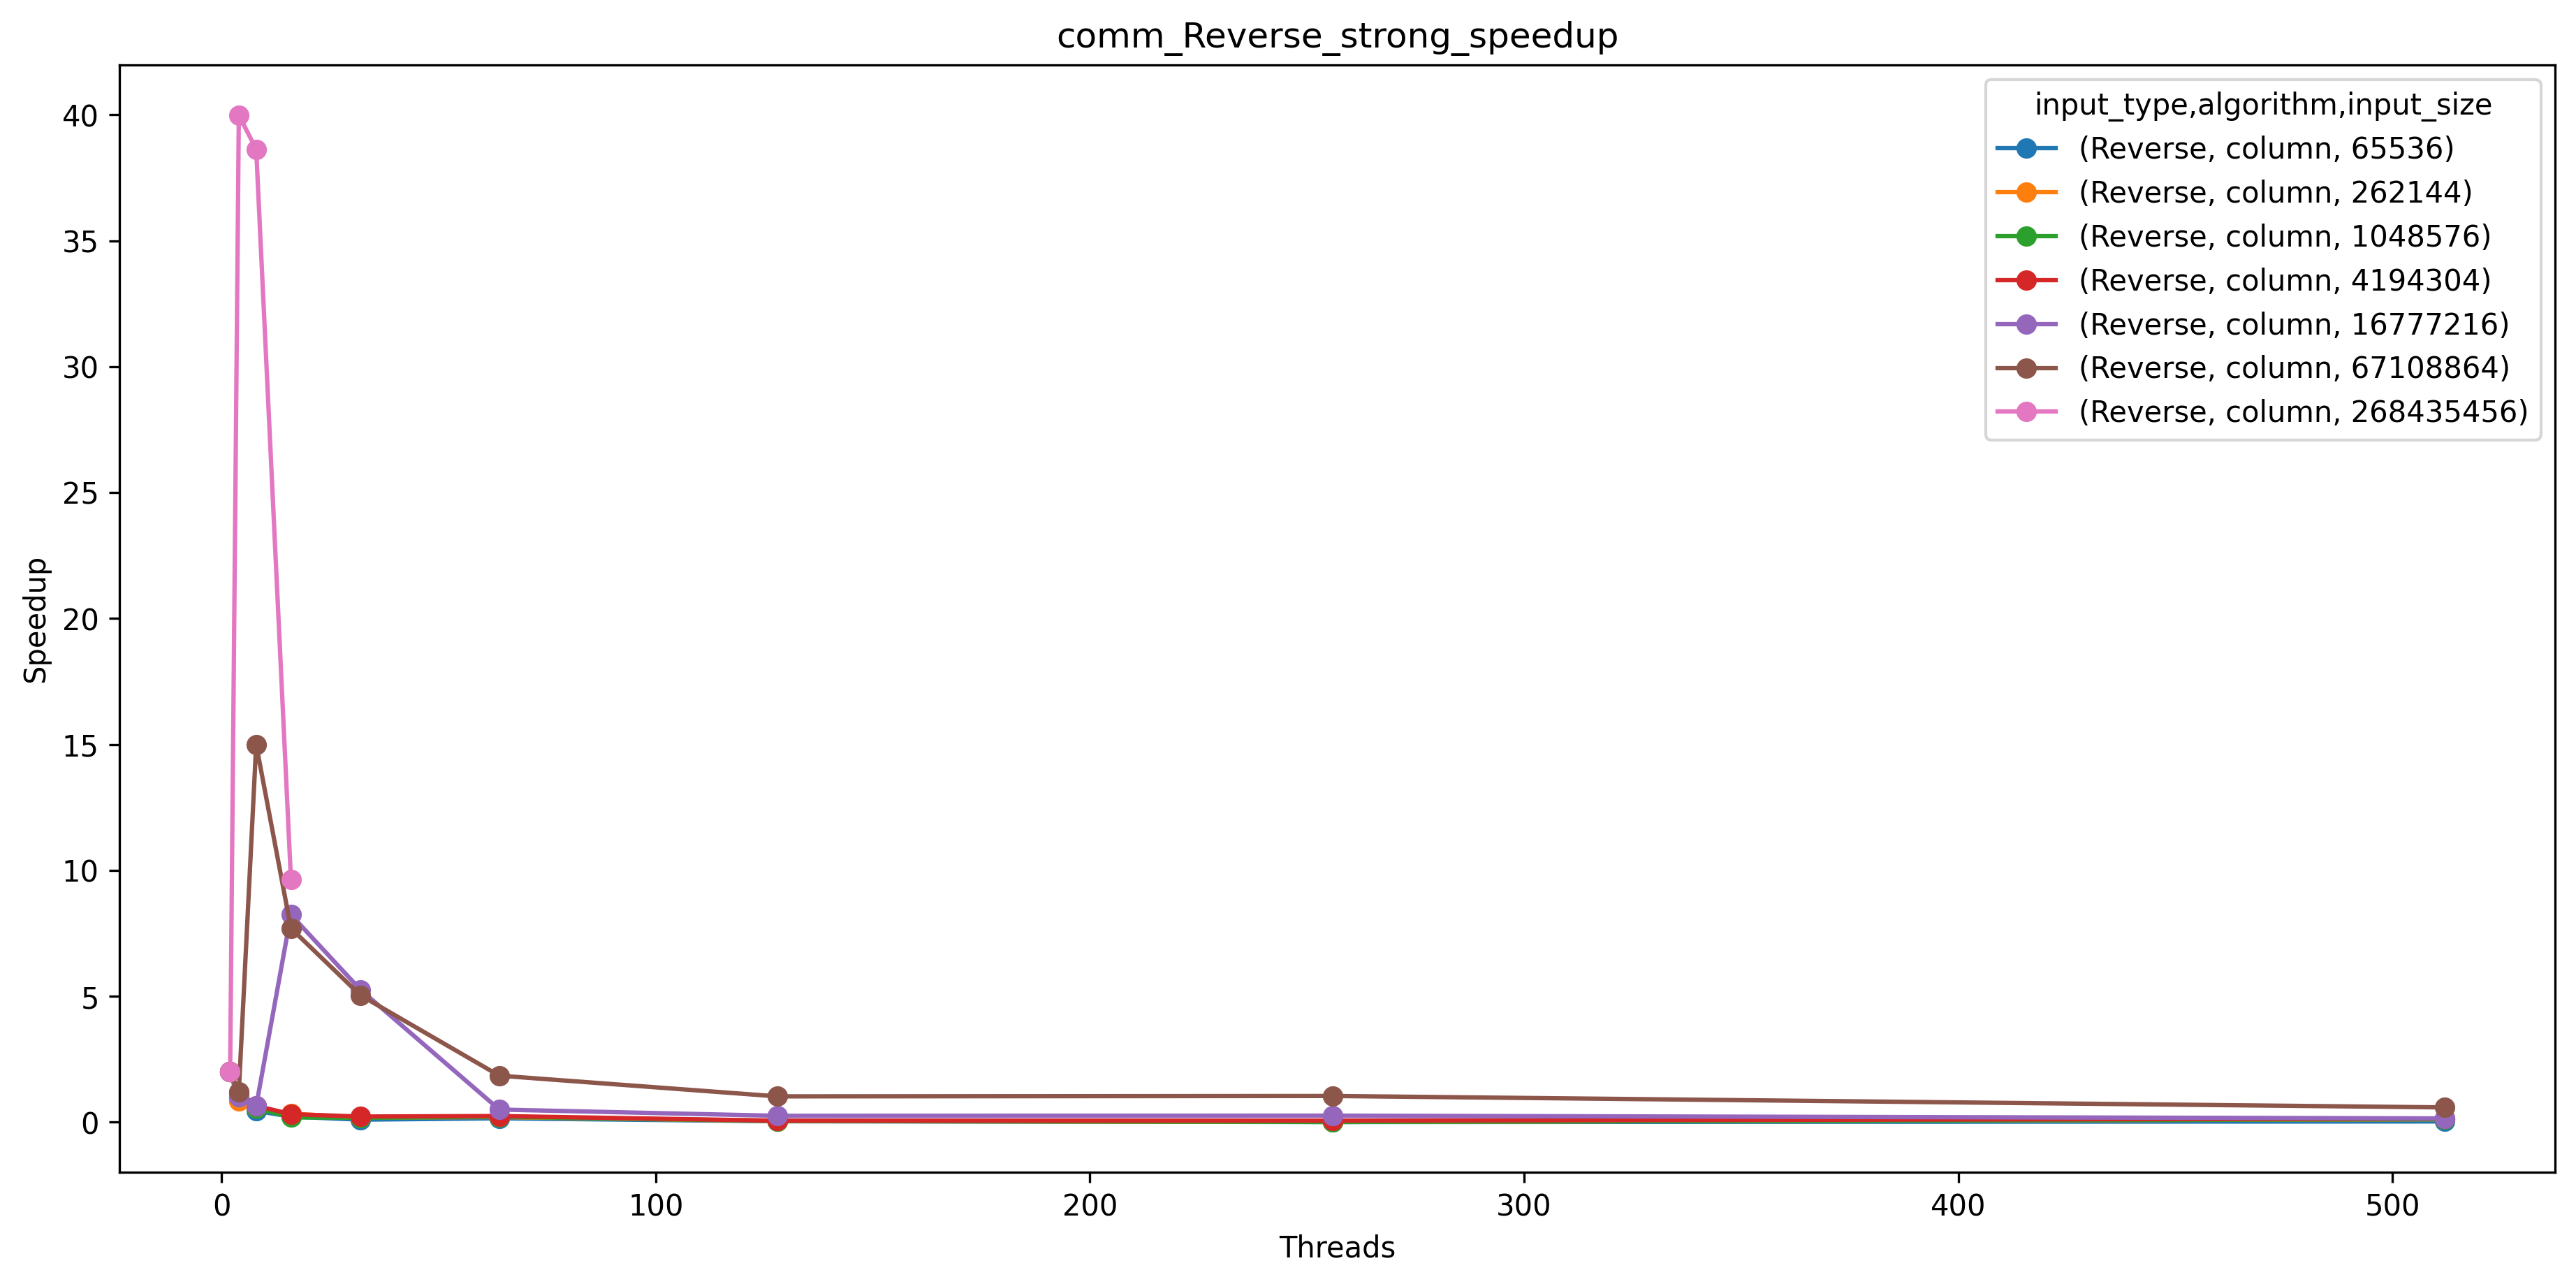 comm_Reverse_strong_speedup
40
35
30
25
20
15
10
5
0
Speedup
0 100 200 300 400 500
Threads
input_type,algorithm,input_size
(Reverse, column, 65536)
(Reverse, column, 262144)
(Reverse, column, 1048576)
(Reverse, column, 4194304)
(Reverse, column, 16777216)
(Reverse, column, 67108864)
(Reverse, column, 268435456)